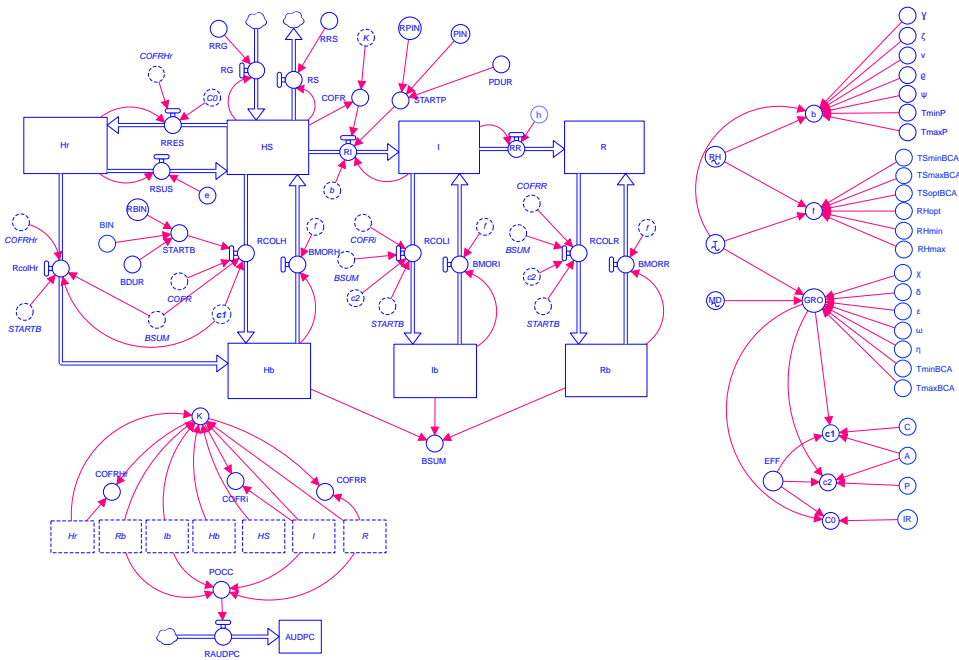 RRG
RRS
RPIN
PIN
COFRHr
K
RG
RS
PDUR
C0
COFR
STARTP
h
Hr
RRES
HS
RI
I
RR
R
RSUS
e
b
COFRR
COFRHr
BIN
RBIN
STARTB
RCOLH
BMORH
f
COFRi
RCOLI
f
BMORI
BSUM
RCOLR
f
BMORR
RcolHr
BDUR
BSUM
c2
COFR
c2
STARTB
BSUM
c1
STARTB
STARTB
Hb
Ib
Rb
BSUM
K
COFRHr
COFRi
COFRR
Hr
Rb
Ib
Hb
HS
I
R
POCC
RAUDPC
AUDPC
Ɣ
ζ
ν
ϱ
Ψ
TminP
TmaxP
b
RH
TSminBCA
TSmaxBCA
TSoptBCA
RHopt
RHmin
RHmax
f
T
χ
δ
ε
ω
η
TminBCA
TmaxBCA
MD
GRO
C
c1
A
EFF
c2
P
C0
IR